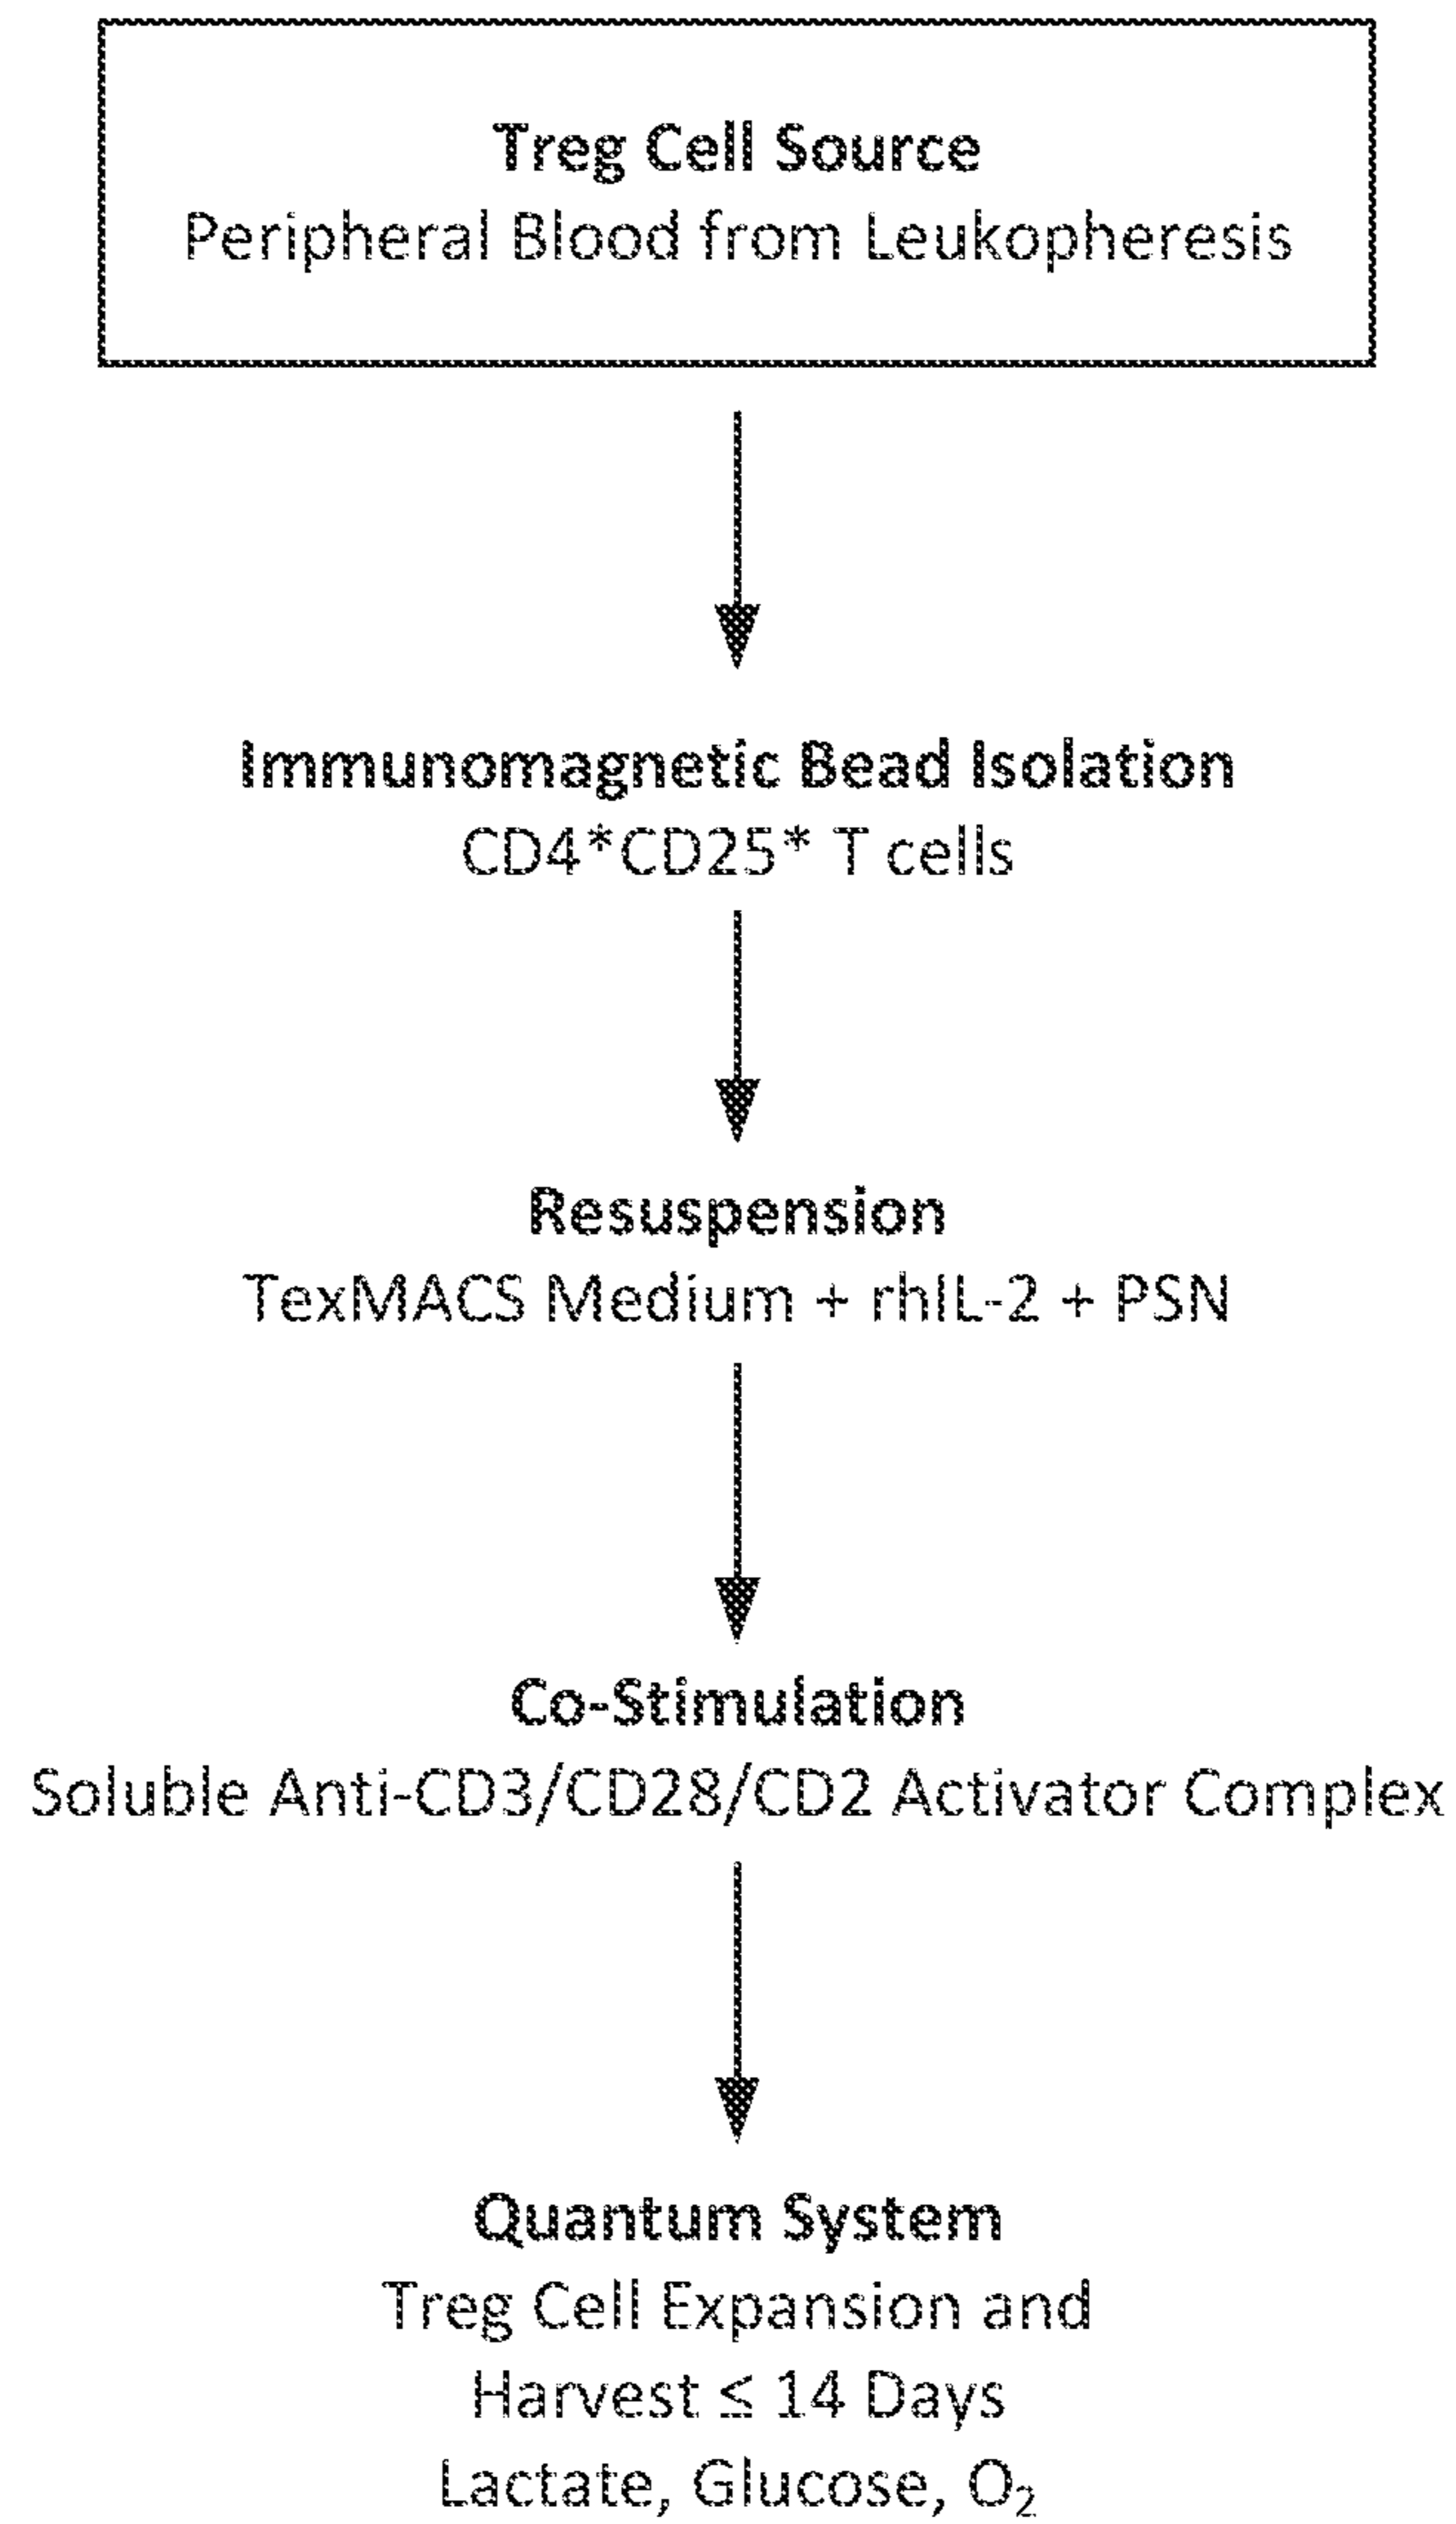 Treg Cell Source
Peripheral Blood from Leukopheresis
Immunomagnetic Bead Isolation
CD4*CD25* T cells
Resuspension
TexMACS Medium + rhIL-2 + PSN
Co-Stimulation
Soluble Anti-CD3/CD28/CD2 Activator Complex
Quantum System
Treg Cell Expansion and
Harvest ≤ 14 Days
Lactate, Glucose, O₂